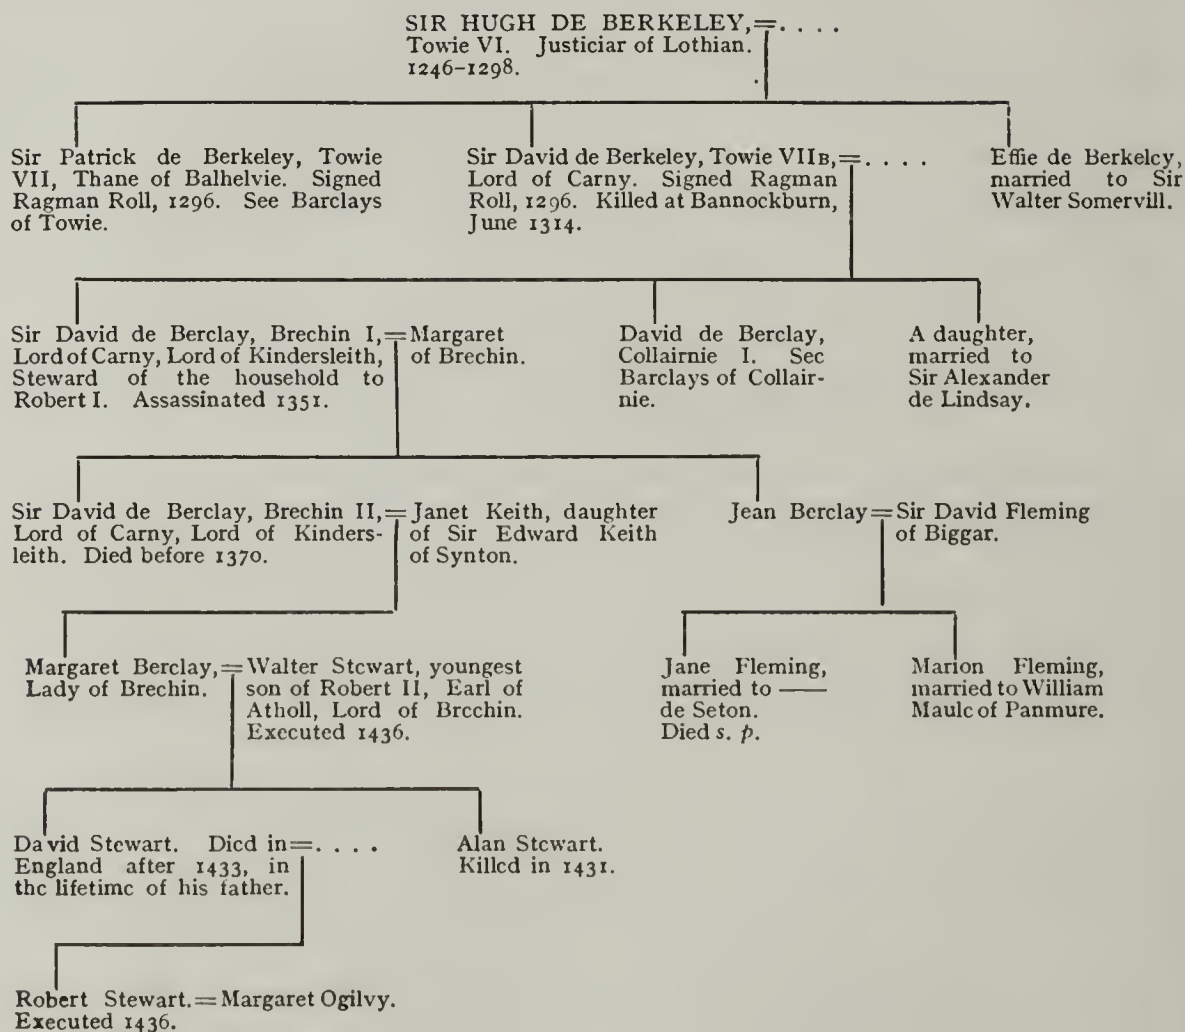 SIR HUGH DE BERKELEY,=. . . .
Towie VI. Justiciar of Lothian.
1246–1298.
Sir Patrick de Berkeley, Towie
VII, Thane of Balhelvie. Signed
Ragman Roll, 1296. See Barclays
of Towie.
Sir David de Berkeley, Towie VIIB,=. . . .
Lord of Carny. Signed Ragman
Roll, 1296. Killed at Bannockburn,
June 1314.
Effie de Berkeley,
married to Sir
Walter Somervill.
Sir David de Berclay, Brechin I,=Margaret
Lord of Carny, Lord of Kindersleith, of Brechin.
Steward of the household to
Robert I. Assassinated 1351.
David de Berclay,
Collairnie I. See
Barclays of Collair-
nie.
A daughter,
married to
Sir Alexander
de Lindsay.
Sir David de Berclay, Brechin II,=Janet Keith, daughter
Lord of Carny, Lord of Kinders- of Sir Edward Keith
leith. Died before 1370. of Synton.
Jean Berclay=Sir David Fleming
of Biggar.
Margaret Berclay,=Walter Stewart, youngest
Lady of Brechin. son of Robert II, Earl of
Atholl, Lord of Brechin.
Executed 1436.
Jane Fleming,
married to ——
de Seton.
Died s. p.
Marion Fleming,
married to William
Maule of Panmure.
David Stewart. Died in=. . . .
England after 1433, in
the lifetime of his father.
Alan Stewart.
Killed in 1431.
Robert Stewart.=Margaret Ogilvy.
Executed 1436.